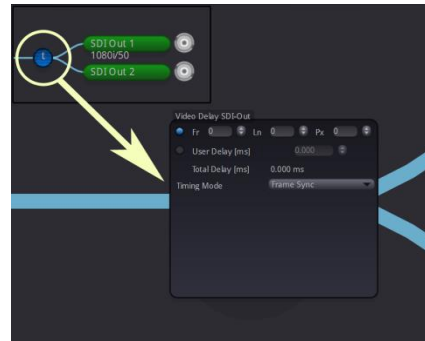 SDI Out 1
1080i/50
SDI Out 2
t
Video Delay SDI-Out
Fr 0 Ln 0 Px 0
User Delay [ms] 0.000
Total Delay [ms] 0.000 ms
Timing Mode Frame Sync